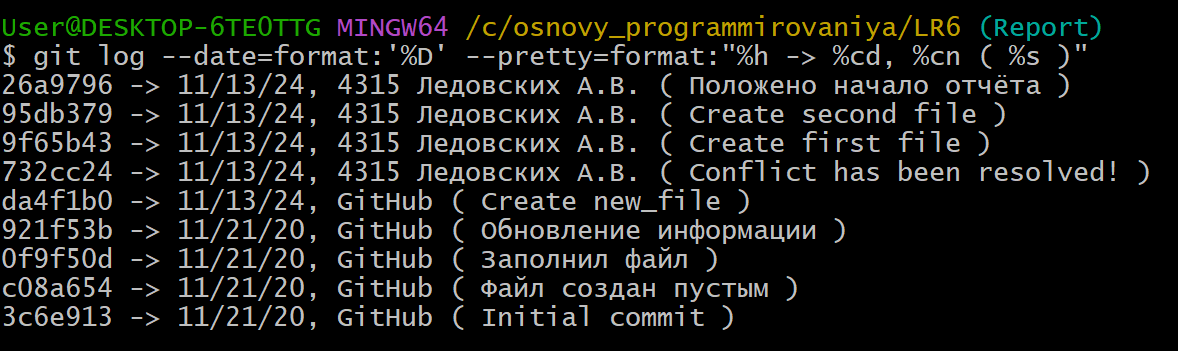 User@DESKTOP-6TE0TTG MINGW64 /c/osnovy_programmirovaniya/LR6 (Report)
$ git log --date=format:'%D' --pretty=format:"%h -> %cd, %cn ( %s )"
26a9796 -> 11/13/24, 4315 Ледовских А.В. ( Положено начало отчёта )
95db379 -> 11/13/24, 4315 Ледовских А.В. ( Create second file )
9f65b43 -> 11/13/24, 4315 Ледовских А.В. ( Create first file )
732cc24 -> 11/13/24, 4315 Ледовских А.В. ( Conflict has been resolved! )
da4f1b0 -> 11/13/24, GitHub ( Create new_file )
921f53b -> 11/21/20, GitHub ( Обновление информации )
0f9f50d -> 11/21/20, GitHub ( Заполнил файл )
c08a654 -> 11/21/20, GitHub ( Файл создан пустым )
3c6e913 -> 11/21/20, GitHub ( Initial commit )